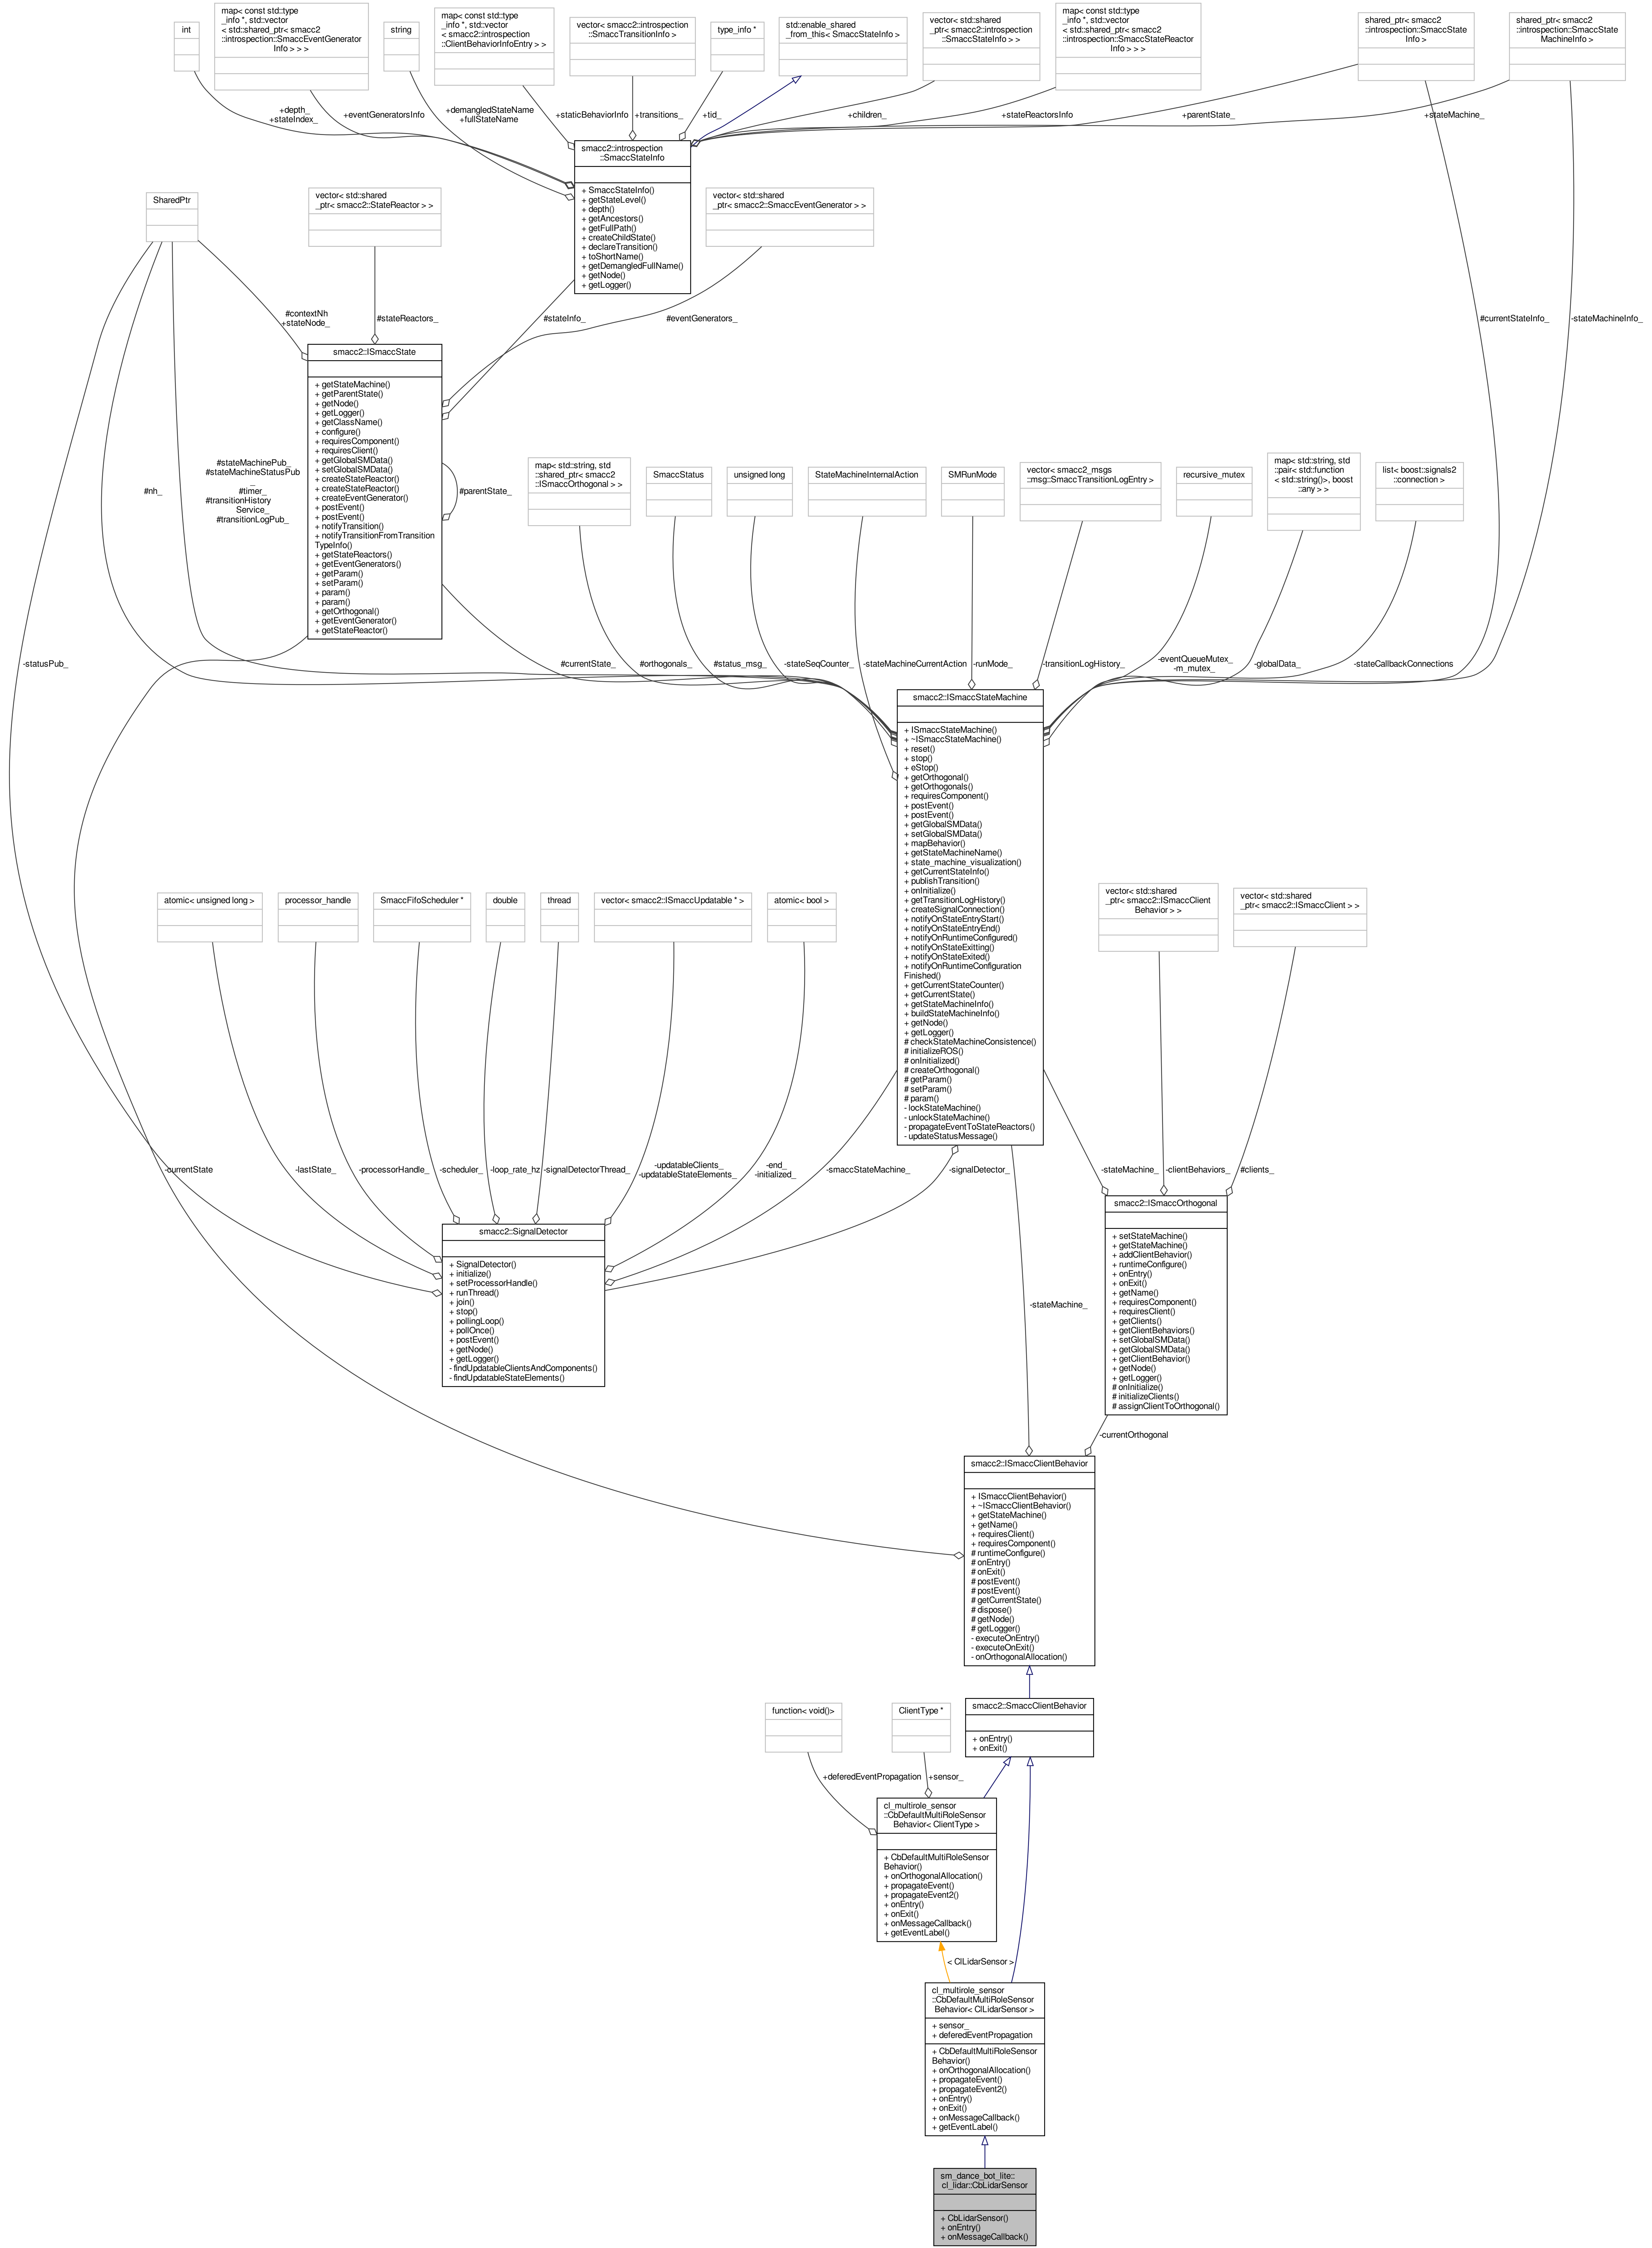 int
map< const std::type
_info *, std::vector
< std::shared_ptr< smacc2
::introspection::SmaccEventGenerator
Info > > >
string
map< const std::type
_info *, std::vector
< smacc2::introspection
::ClientBehaviorInfoEntry > >
vector< smacc2::introspection
::SmaccTransitionInfo >
type_info *
std::enable_shared
_from_this< SmaccStateInfo >
vector< std::shared
_ptr< smacc2::introspection
::SmaccStateInfo > >
map< const std::type
_info *, std::vector
< std::shared_ptr< smacc2
::introspection::SmaccStateReactor
Info > > >
shared_ptr< smacc2
::introspection::SmaccState
Info >
shared_ptr< smacc2
::introspection::SmaccState
MachineInfo >
+depth_
+stateIndex_
+eventGeneratorsInfo
+demangledStateName
+fullStateName
+staticBehaviorInfo
+transitions_
+tid_
+children_
+stateReactorsInfo
+parentState_
+stateMachine_
smacc2::introspection
::SmaccStateInfo
+ SmaccStateInfo()
+ getStateLevel()
+ depth()
+ getAncestors()
+ getFullPath()
+ createChildState()
+ declareTransition()
+ toShortName()
+ getDemangledFullName()
+ getNode()
+ getLogger()
SharedPtr
vector< std::shared
_ptr< smacc2::StateReactor > >
vector< std::shared
_ptr< smacc2::SmaccEventGenerator > >
#contextNh
+stateNode_
#stateReactors_
#stateInfo_
#eventGenerators_
#currentStateInfo_
-stateMachineInfo_
smacc2::ISmaccState
+ getStateMachine()
+ getParentState()
+ getNode()
+ getLogger()
+ getClassName()
+ configure()
+ requiresComponent()
+ requiresClient()
+ getGlobalSMData()
+ setGlobalSMData()
+ createStateReactor()
+ createStateReactor()
+ createEventGenerator()
+ postEvent()
+ postEvent()
+ notifyTransition()
+ notifyTransitionFromTransition
TypeInfo()
+ getStateReactors()
+ getEventGenerators()
+ getParam()
+ setParam()
+ param()
+ param()
+ getOrthogonal()
+ getEventGenerator()
+ getStateReactor()
#nh_
#stateMachinePub_
#stateMachineStatusPub
_
#timer_
#transitionHistory
Service_
#transitionLogPub_
#parentState_
map< std::string, std
::shared_ptr< smacc2
::ISmaccOrthogonal > >
SmaccStatus
unsigned long
StateMachineInternalAction
SMRunMode
vector< smacc2_msgs
::msg::SmaccTransitionLogEntry >
recursive_mutex
map< std::string, std
::pair< std::function
< std::string()>, boost
::any > >
list< boost::signals2
::connection >
-statusPub_
#currentState_
#orthogonals_
#status_msg_
-stateSeqCounter_
-stateMachineCurrentAction
-runMode_
-transitionLogHistory_
-eventQueueMutex_
-m_mutex_
-globalData_
-stateCallbackConnections
smacc2::ISmaccStateMachine
+ ISmaccStateMachine()
+ ~ISmaccStateMachine()
+ reset()
+ stop()
+ eStop()
+ getOrthogonal()
+ getOrthogonals()
+ requiresComponent()
+ postEvent()
+ postEvent()
+ getGlobalSMData()
+ setGlobalSMData()
+ mapBehavior()
+ getStateMachineName()
+ state_machine_visualization()
+ getCurrentStateInfo()
+ publishTransition()
+ onInitialize()
+ getTransitionLogHistory()
+ createSignalConnection()
+ notifyOnStateEntryStart()
+ notifyOnStateEntryEnd()
+ notifyOnRuntimeConfigured()
+ notifyOnStateExitting()
+ notifyOnStateExited()
+ notifyOnRuntimeConfiguration
Finished()
+ getCurrentStateCounter()
+ getCurrentState()
+ getStateMachineInfo()
+ buildStateMachineInfo()
+ getNode()
+ getLogger()
# checkStateMachineConsistence()
# initializeROS()
# onInitialized()
# createOrthogonal()
# getParam()
# setParam()
# param()
- lockStateMachine()
- unlockStateMachine()
- propagateEventToStateReactors()
- updateStatusMessage()
atomic< unsigned long >
processor_handle
SmaccFifoScheduler *
double
thread
vector< smacc2::ISmaccUpdatable * >
atomic< bool >
vector< std::shared
_ptr< smacc2::ISmaccClient
Behavior > >
vector< std::shared
_ptr< smacc2::ISmaccClient > >
-currentState
-lastState_
-processorHandle_
-scheduler_
-loop_rate_hz
-signalDetectorThread_
-updatableClients_
-updatableStateElements_
-end_
-initialized_
-smaccStateMachine_
-signalDetector_
-stateMachine_
-clientBehaviors_
#clients_
smacc2::SignalDetector
+ SignalDetector()
+ initialize()
+ setProcessorHandle()
+ runThread()
+ join()
+ stop()
+ pollingLoop()
+ pollOnce()
+ postEvent()
+ getNode()
+ getLogger()
- findUpdatableClientsAndComponents()
- findUpdatableStateElements()
smacc2::ISmaccOrthogonal
+ setStateMachine()
+ getStateMachine()
+ addClientBehavior()
+ runtimeConfigure()
+ onEntry()
+ onExit()
+ getName()
+ requiresComponent()
+ requiresClient()
+ getClients()
+ getClientBehaviors()
+ setGlobalSMData()
+ getGlobalSMData()
+ getClientBehavior()
+ getNode()
+ getLogger()
# onInitialize()
# initializeClients()
# assignClientToOrthogonal()
-stateMachine_
-currentOrthogonal
smacc2::ISmaccClientBehavior
+ ISmaccClientBehavior()
+ ~ISmaccClientBehavior()
+ getStateMachine()
+ getName()
+ requiresClient()
+ requiresComponent()
# runtimeConfigure()
# onEntry()
# onExit()
# postEvent()
# postEvent()
# getCurrentState()
# dispose()
# getNode()
# getLogger()
- executeOnEntry()
- executeOnExit()
- onOrthogonalAllocation()
function< void()>
ClientType *
smacc2::SmaccClientBehavior
+ onEntry()
+ onExit()
+deferedEventPropagation
+sensor_
cl_multirole_sensor
::CbDefaultMultiRoleSensor
Behavior< ClientType >
+ CbDefaultMultiRoleSensor
Behavior()
+ onOrthogonalAllocation()
+ propagateEvent()
+ propagateEvent2()
+ onEntry()
+ onExit()
+ onMessageCallback()
+ getEventLabel()
< ClLidarSensor >
cl_multirole_sensor
::CbDefaultMultiRoleSensor
Behavior< ClLidarSensor >
+ sensor_
+ deferedEventPropagation
+ CbDefaultMultiRoleSensor
Behavior()
+ onOrthogonalAllocation()
+ propagateEvent()
+ propagateEvent2()
+ onEntry()
+ onExit()
+ onMessageCallback()
+ getEventLabel()
sm_dance_bot_lite::
cl_lidar::CbLidarSensor
+ CbLidarSensor()
+ onEntry()
+ onMessageCallback()